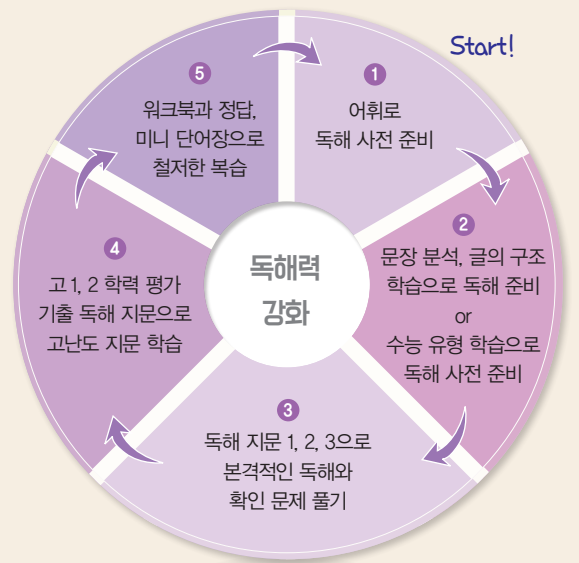 Start!
1
어휘로
독해 사전 준비
2
문장 분석, 글의 구조
학습으로 독해 준비
or
수능 유형 학습으로
독해 사전 준비
3
독해 지문 1, 2, 3으로
본격적인 독해와
확인 문제 풀기
4
고 1, 2 학력 평가
기출 독해 지문으로
고난도 지문 학습
5
워크북과 정답,
미니 단어장으로
철저한 복습
독해력
강화